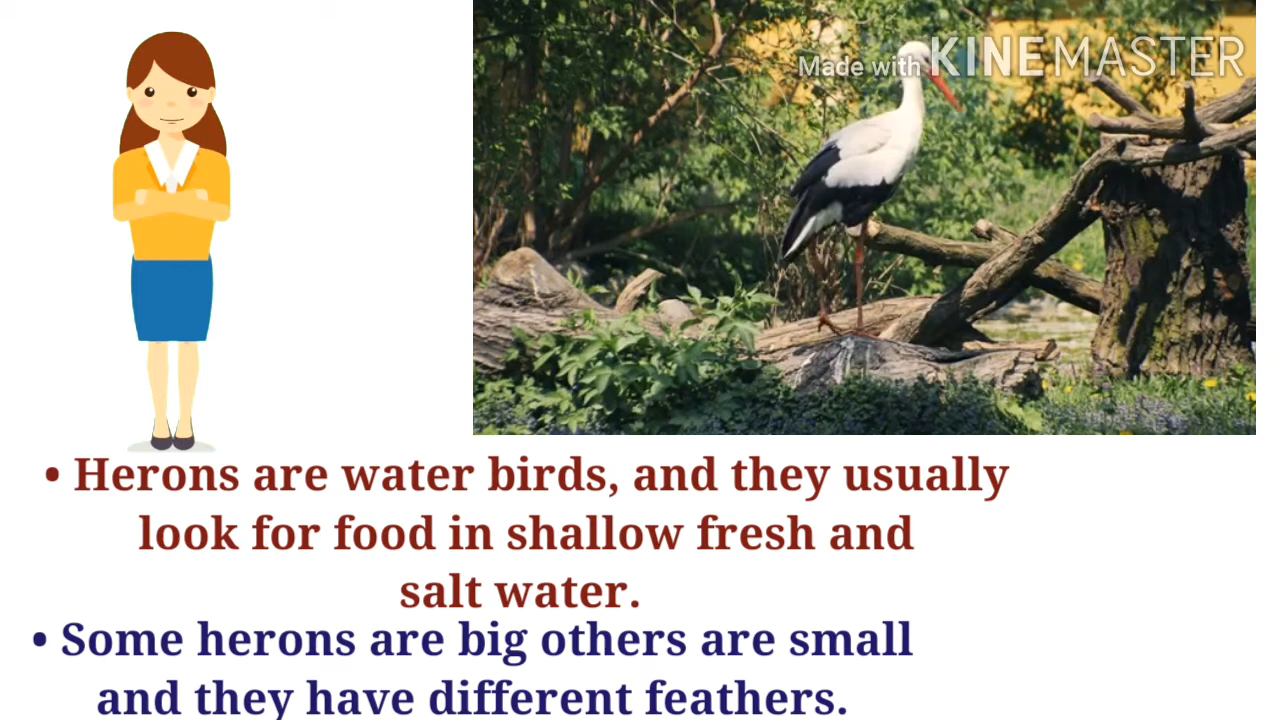 Made with KINEMASTER
• Herons are water birds, and they usually
look for food in shallow fresh and
salt water.
• Some herons are big others are small
and they have different feathers.